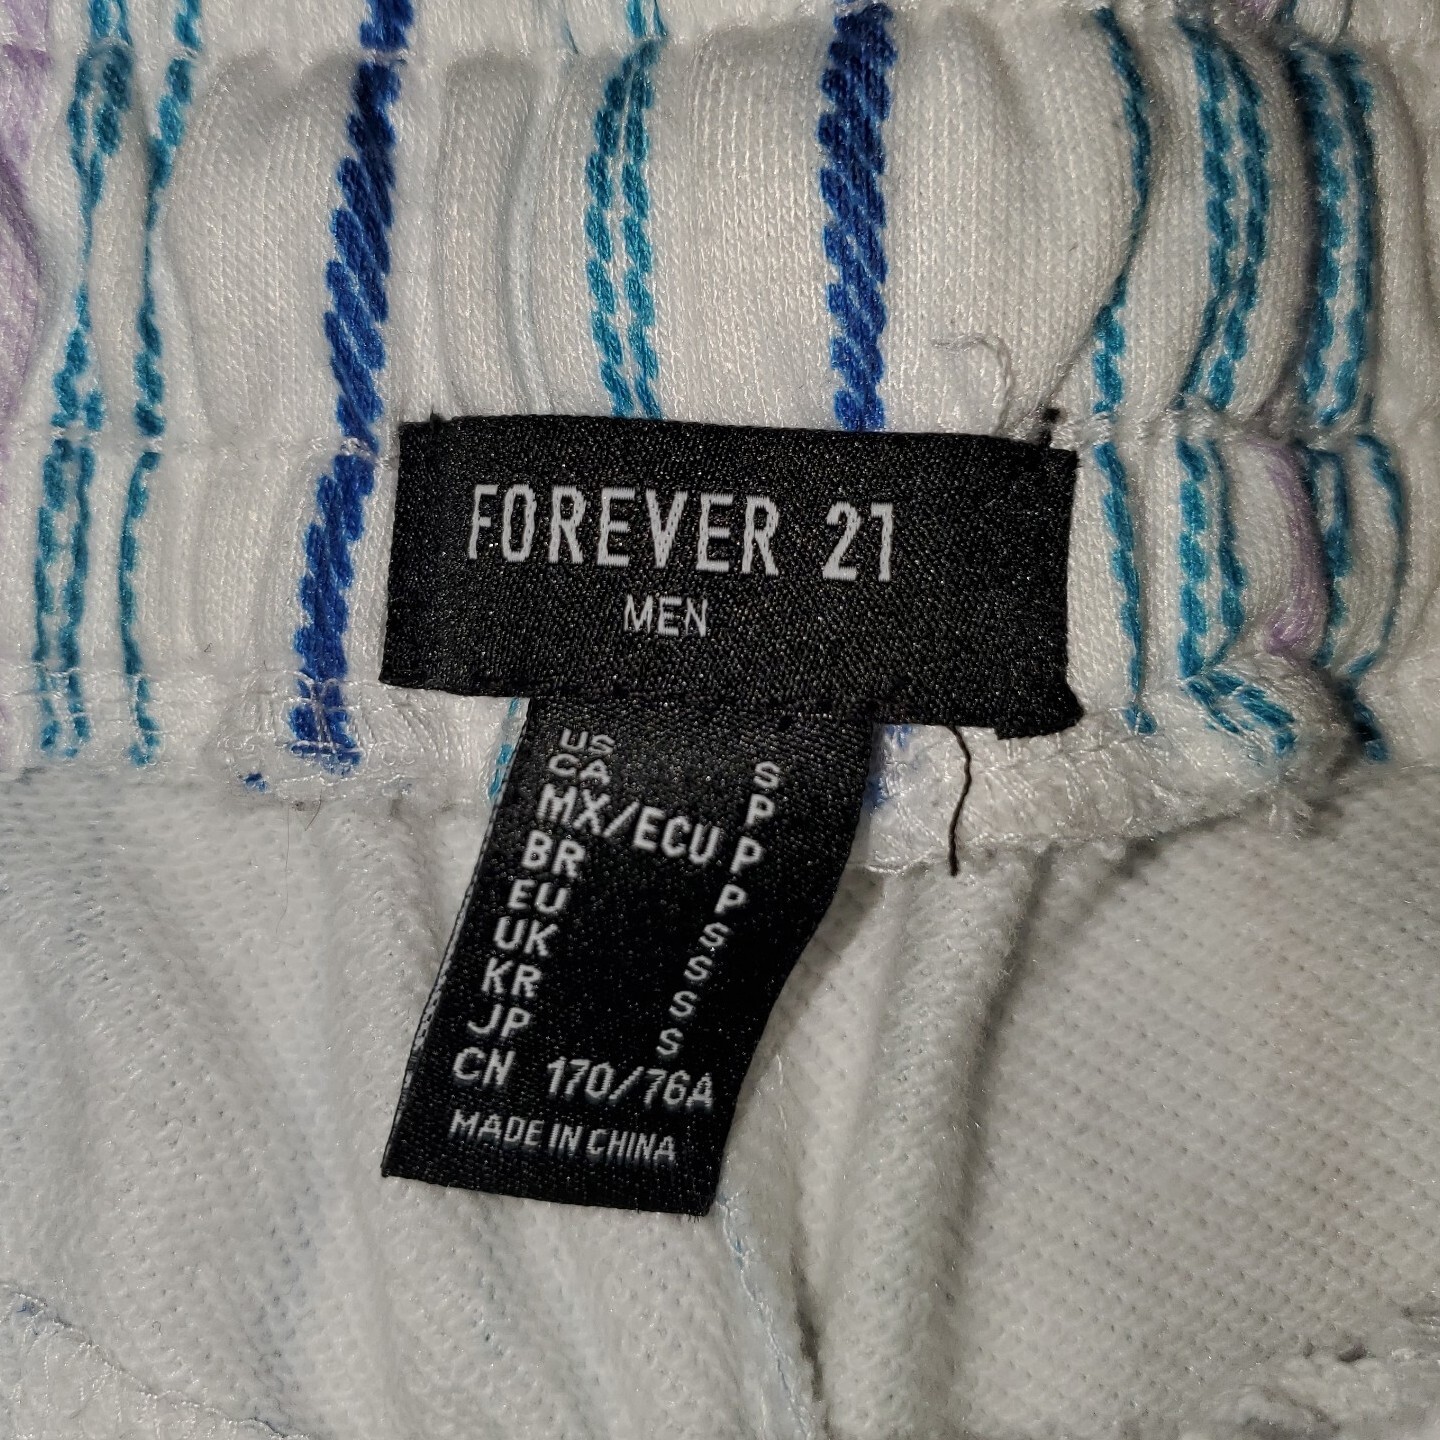 FOREVER 21
MEN
US S
CA P
MX/ECU P
BR P
EU S
UK S
KR S
JP S
CN 170/76A
MADE IN CHINA